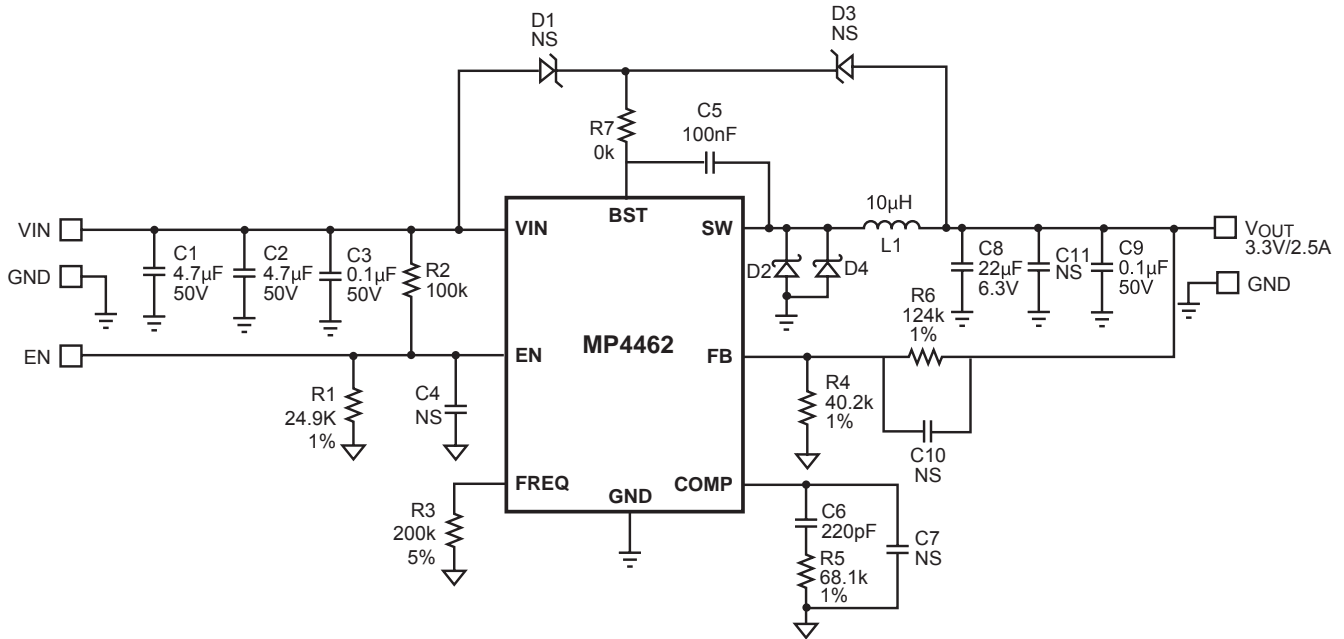 D1
NS
D3
NS
R7
0k
C5
100nF
VIN
GND
EN
C1
4.7µF
50V
C2
4.7µF
50V
C3
0.1µF
50V
R2
100k
R1
24.9K
1%
C4
NS
R3
200k
5%
VIN
BST
SW
EN
MP4462
FB
FREQ
GND
COMP
10µH
L1
D2
D4
C8
22µF
6.3V
C11
NS
C9
0.1µF
50V
VOUT
3.3V/2.5A
GND
R6
124k
1%
R4
40.2k
1%
C10
NS
C6
220pF
R5
68.1k
1%
C7
NS